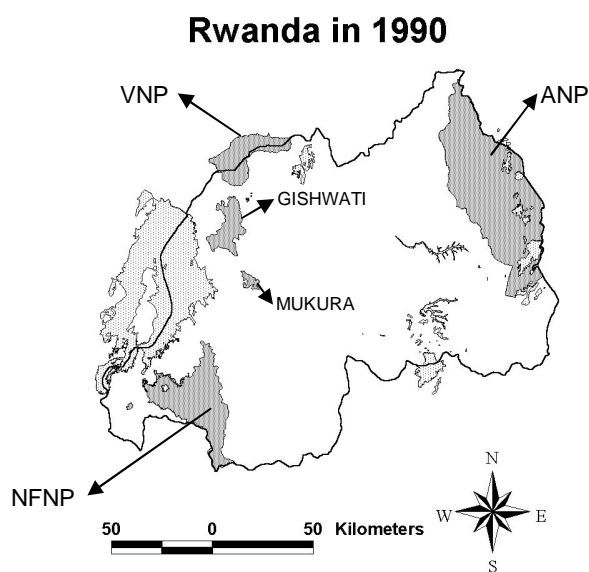 Rwanda in 1990
VNP
ANP
GISHWATI
MUKURA
NFNP
N
W E
S
50 0 50 Kilometers